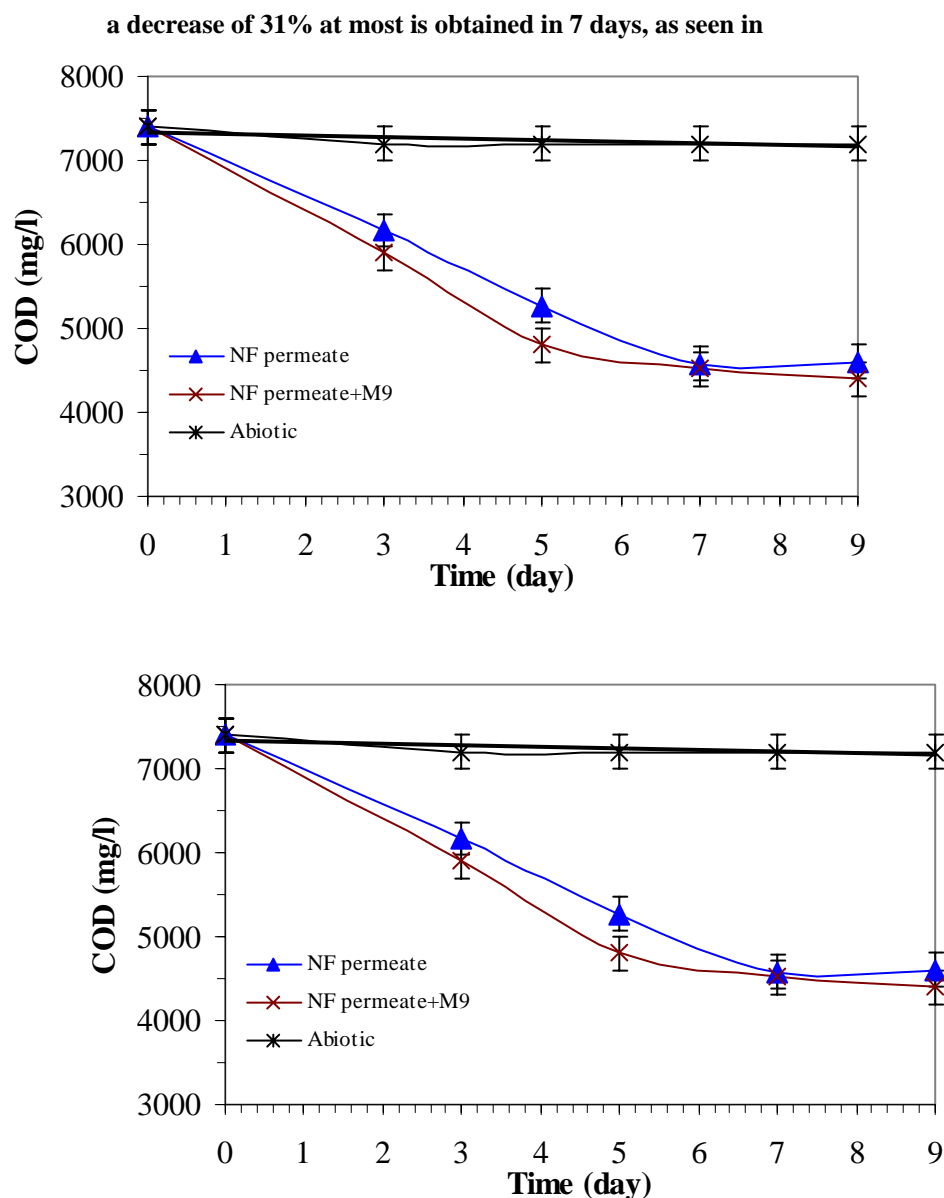 a decrease of 31% at most is obtained in 7 days, as seen in
8000
7000
6000
5000
4000
3000
COD (mg/l)
NF permeate
NF permeate+M9
Abiotic
0 1 2 3 4 5 6 7 8 9
Time (day)
8000
7000
6000
5000
4000
3000
COD (mg/l)
NF permeate
NF permeate+M9
Abiotic
0 1 2 3 4 5 6 7 8 9
Time (day)